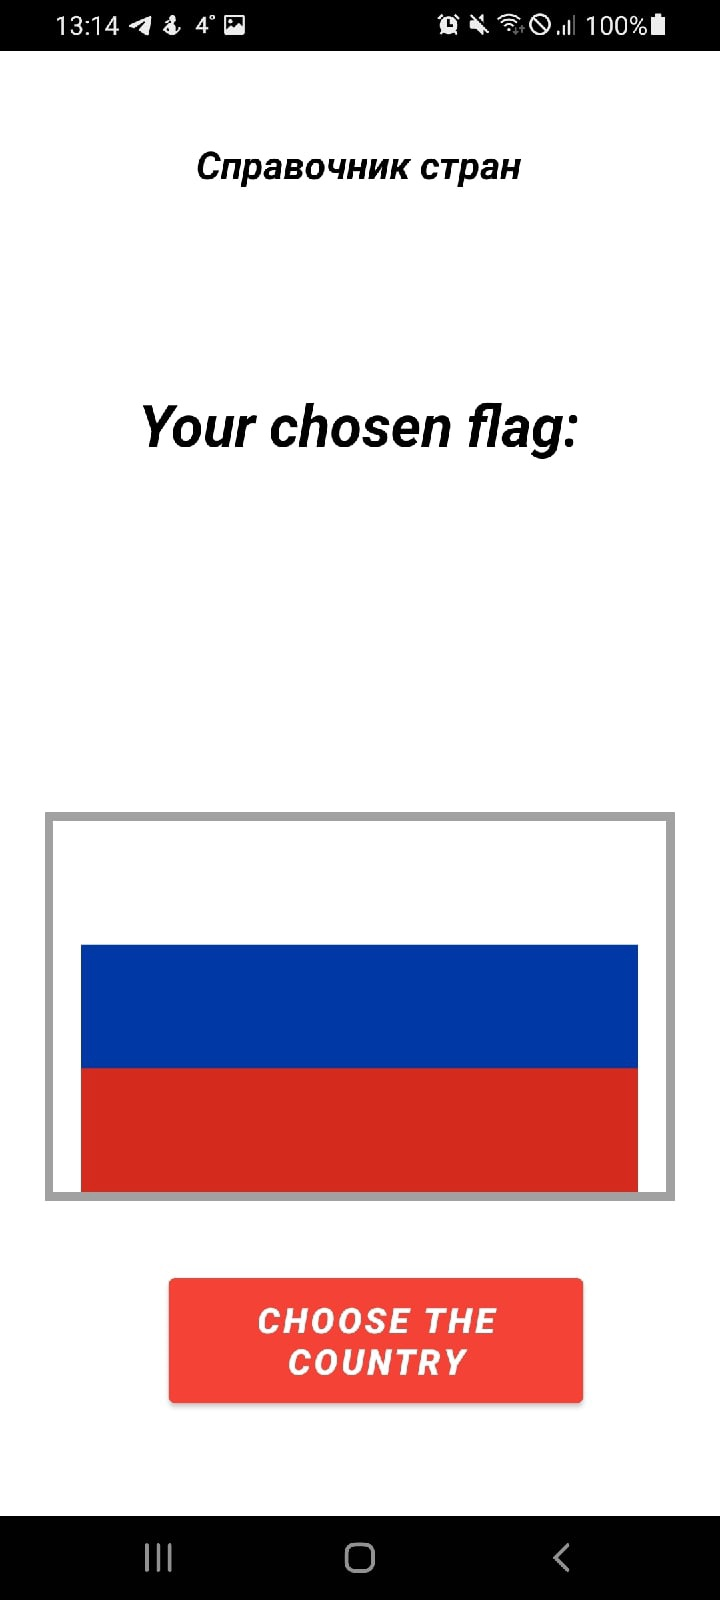 13:14 4° 100%
Справочник стран
Your chosen flag:
CHOOSE THE
COUNTRY